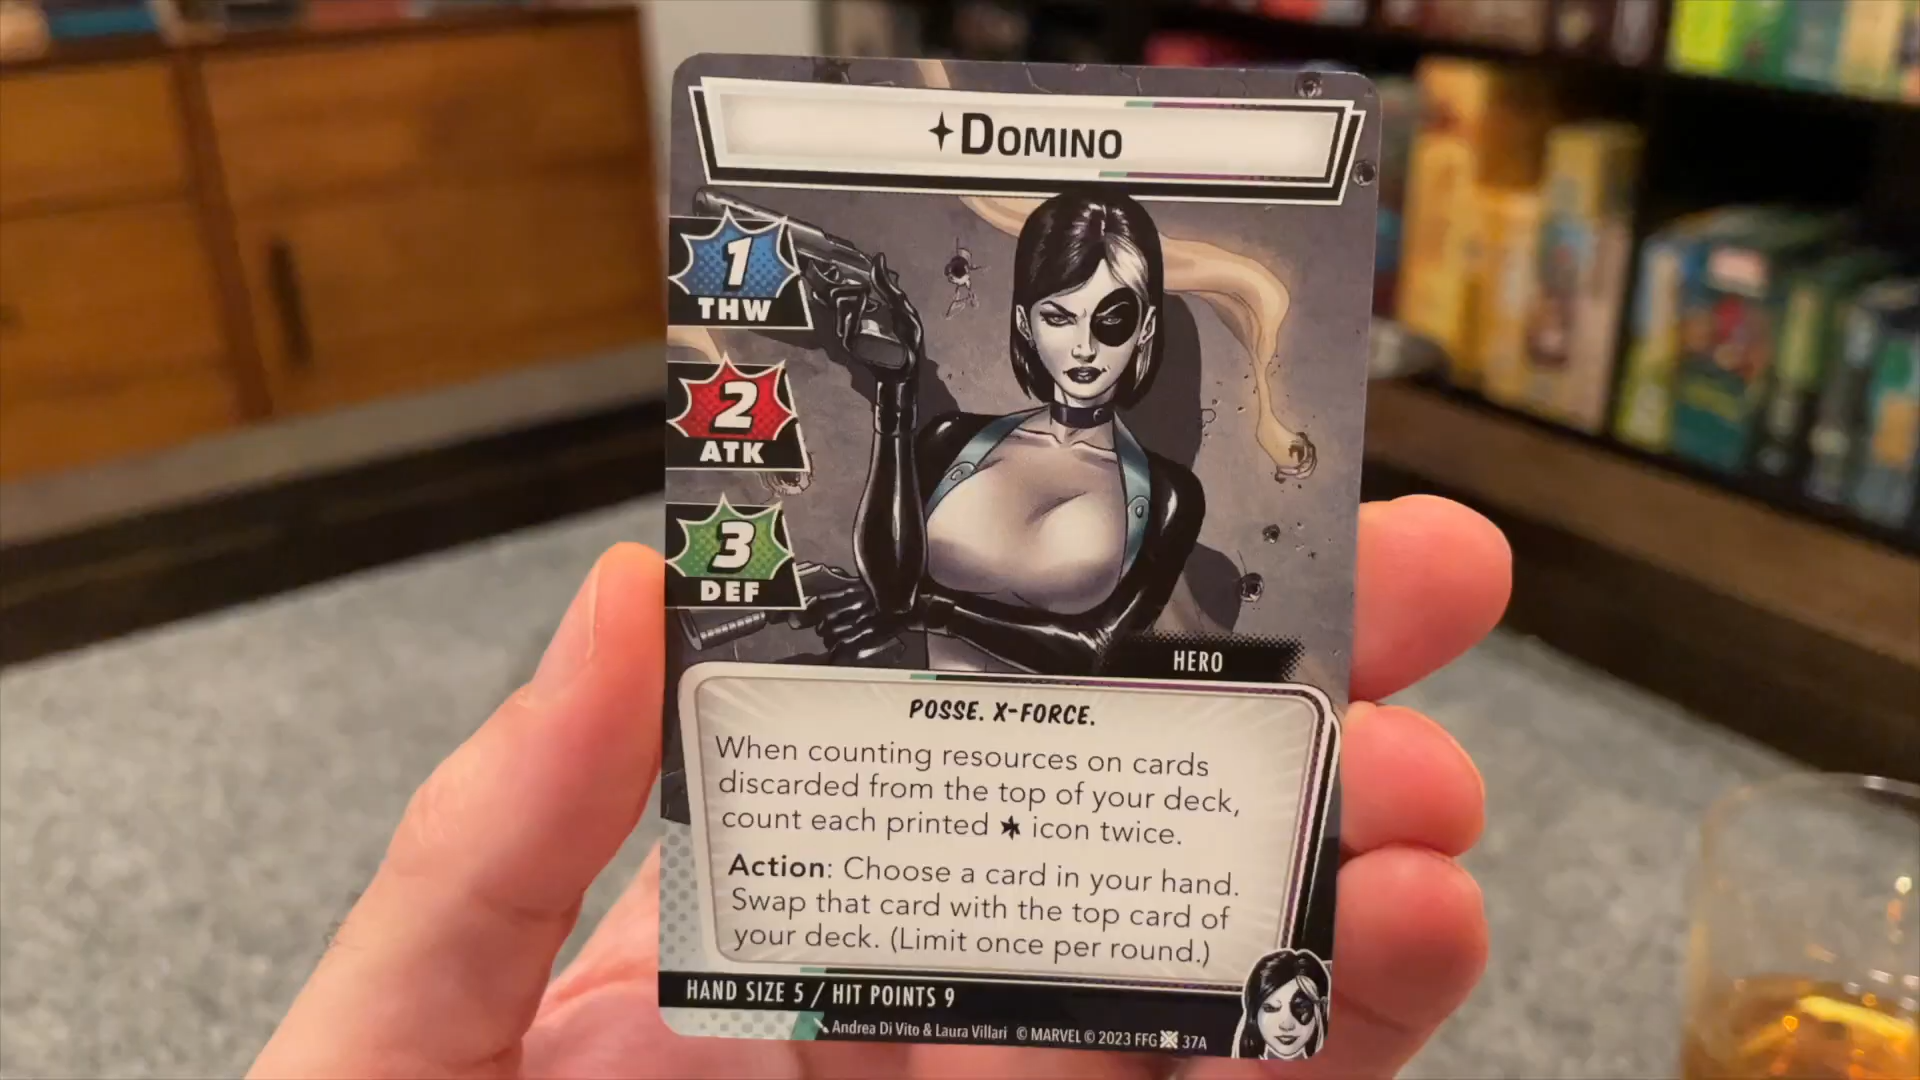 DOMINO
1
THW
2
ATK
3
DEF
HERO
POSSE. X-FORCE.
When counting resources on cards
discarded from the top of your deck,
count each printed icon twice.
Action: Choose a card in your hand.
Swap that card with the top card of
your deck. (Limit once per round.)
HAND SIZE 5 / HIT POINTS 9
Andrea Di Vito & Laura Villari © MARVEL © 2023 FFG 37A